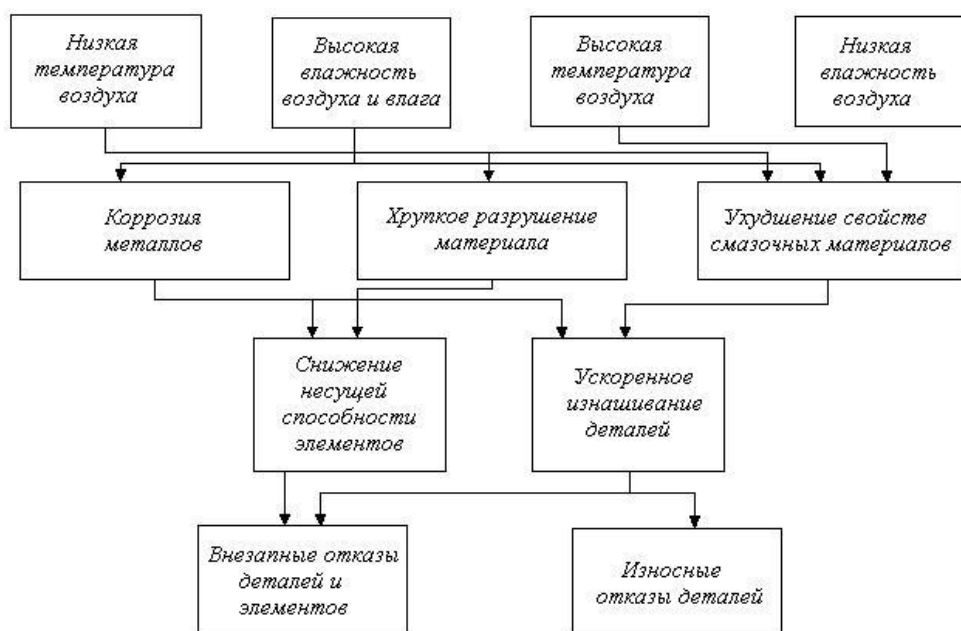 Низкая
температура
воздуха
Высокая
влажность
воздуха и влага
Высокая
температура
воздуха
Низкая
влажность
воздуха
Коррозия
металлов
Хрупкое разрушение
материала
Ухудшение свойств
смазочных материалов
Снижение
несущей
способности
элементов
Ускоренное
изнашивание
деталей
Внезапные отказы
деталей и
элементов
Износные
отказы деталей